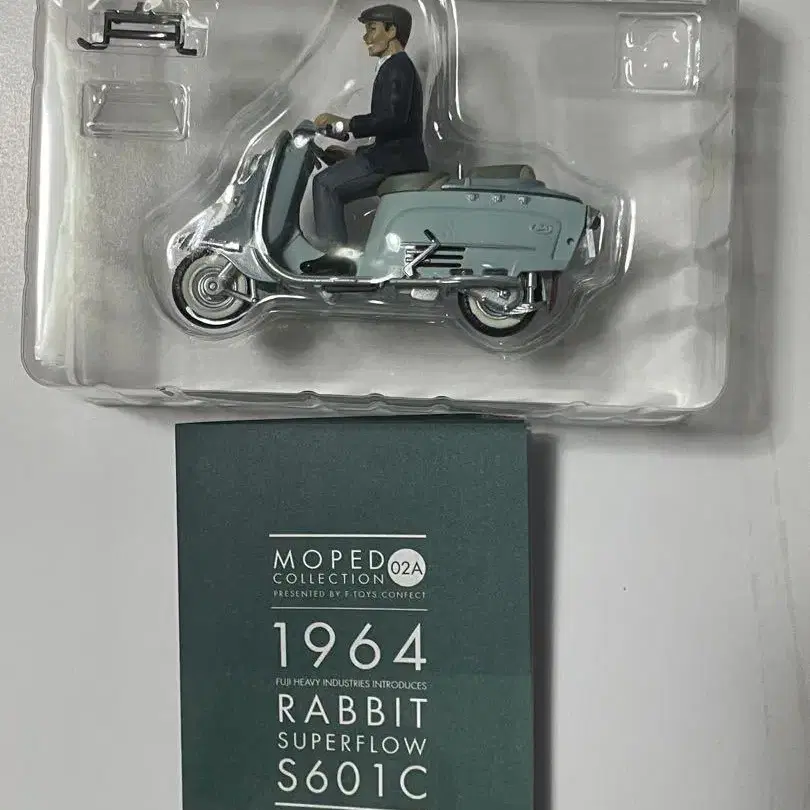 MOPED
COLLECTION
02A
PRESENTED BY F-TOYS CONFECT
1964
FUJI HEAVY INDUSTRIES INTRODUCES
RABBIT
SUPERFLOW
S601C